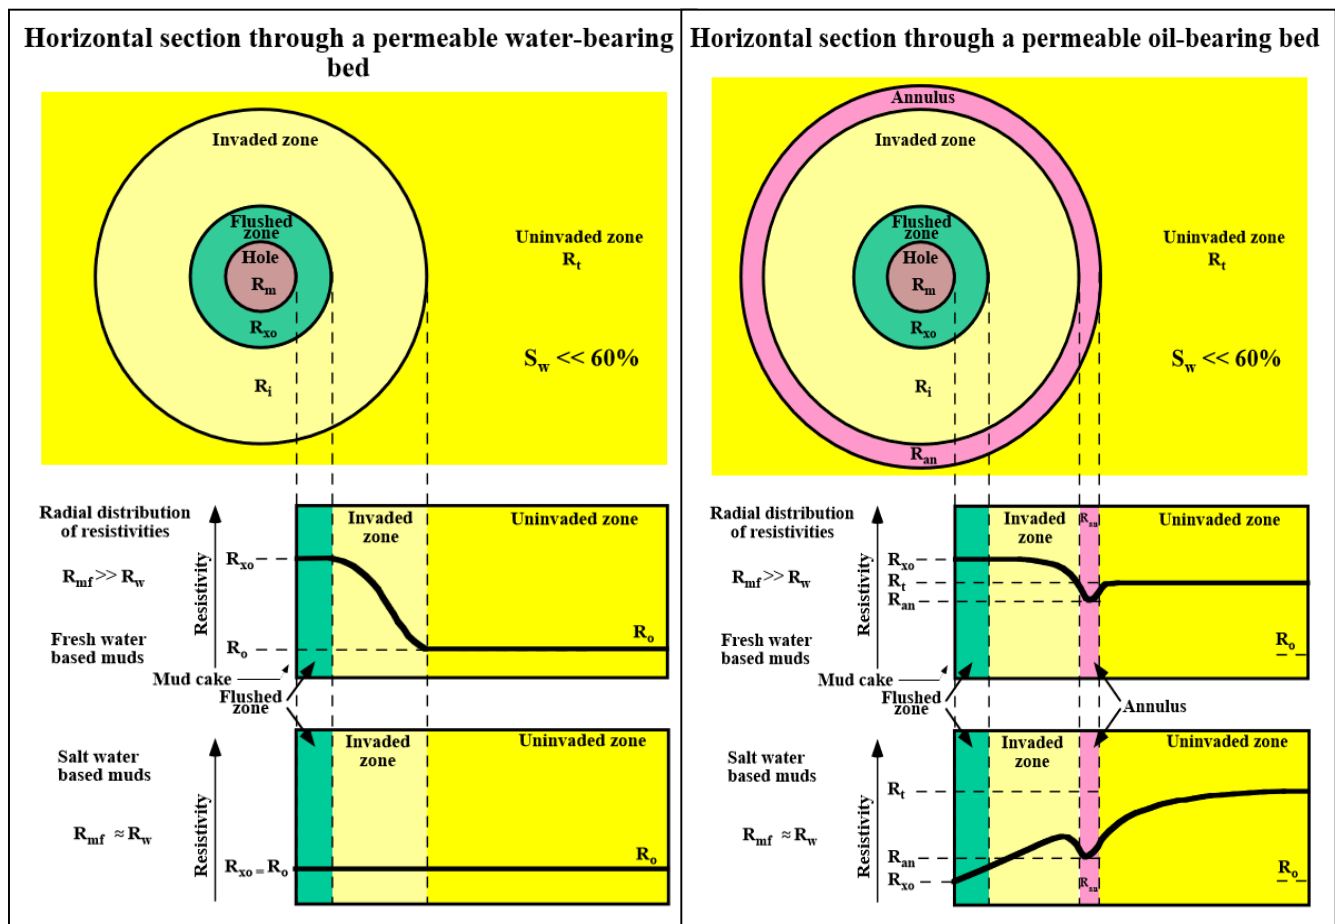 Horizontal section through a permeable water-bearing
bed
Invaded zone
Flushed
zone
Hole
Rm
Rxo
Ri
Uninvaded zone
Rt
Sw << 60%
Radial distribution
of resistivities
Rmf >> Rw
Fresh water
based muds
Resistivity
Rxo
Ro
Invaded
zone
Uninvaded zone
Ro
Mud cake
Flushed
zone
Salt water
based muds
Rmf ≈ Rw
Resistivity
Rxo = Ro
Invaded
zone
Uninvaded zone
Ro
Horizontal section through a permeable oil-bearing bed
Annulus
Invaded zone
Flushed
zone
Hole
Rm
Rxo
Ri
Ran
Uninvaded zone
Rt
Sw << 60%
Radial distribution
of resistivities
Rmf >> Rw
Fresh water
based muds
Resistivity
Rxo
Rt
Ran
Invaded
zone
Ran
Uninvaded zone
Ro
Mud cake
Flushed
zone
Annulus
Salt water
based muds
Rmf ≈ Rw
Resistivity
Rt
Ran
Rxo
Invaded
zone
Ran
Uninvaded zone
Ro